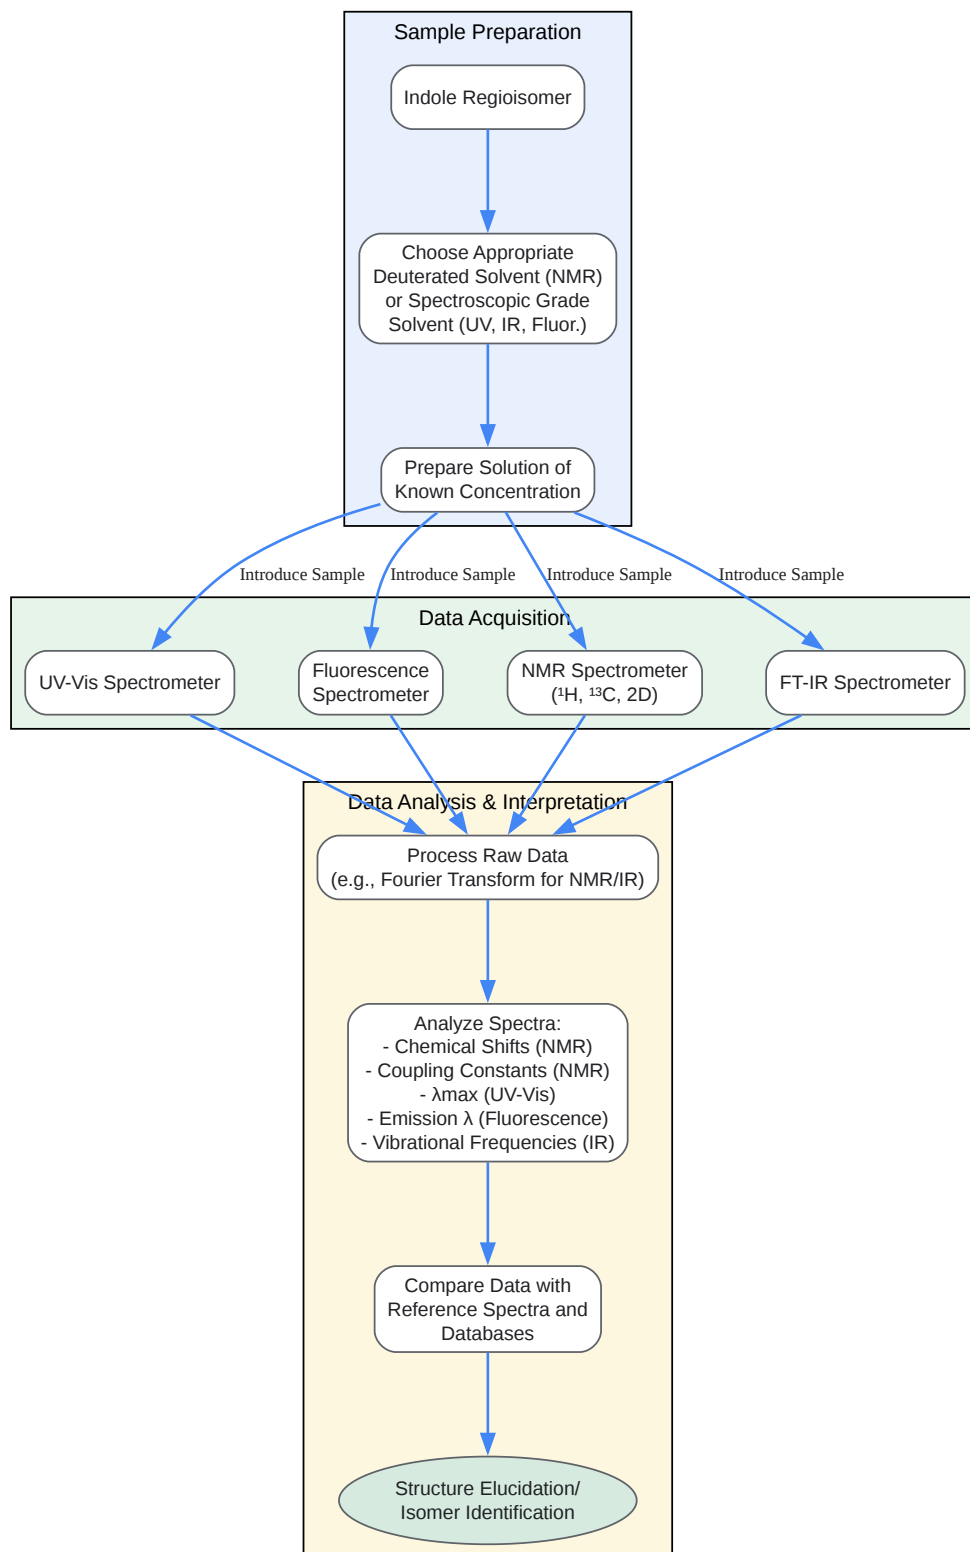 Sample Preparation
Indole Regioisomer
Choose Appropriate
Deuterated Solvent (NMR)
or Spectroscopic Grade
Solvent (UV, IR, Fluor.)
Prepare Solution of
Known Concentration
Introduce Sample
Introduce Sample
Introduce Sample
Introduce Sample
Data Acquisition
UV-Vis Spectrometer
Fluorescence
Spectrometer
NMR Spectrometer
(¹H, ¹³C, 2D)
FT-IR Spectrometer
Data Analysis & Interpretation
Process Raw Data
(e.g., Fourier Transform for NMR/IR)
Analyze Spectra:
- Chemical Shifts (NMR)
- Coupling Constants (NMR)
- λmax (UV-Vis)
- Emission λ (Fluorescence)
- Vibrational Frequencies (IR)
Compare Data with
Reference Spectra and
Databases
Structure Elucidation/
Isomer Identification